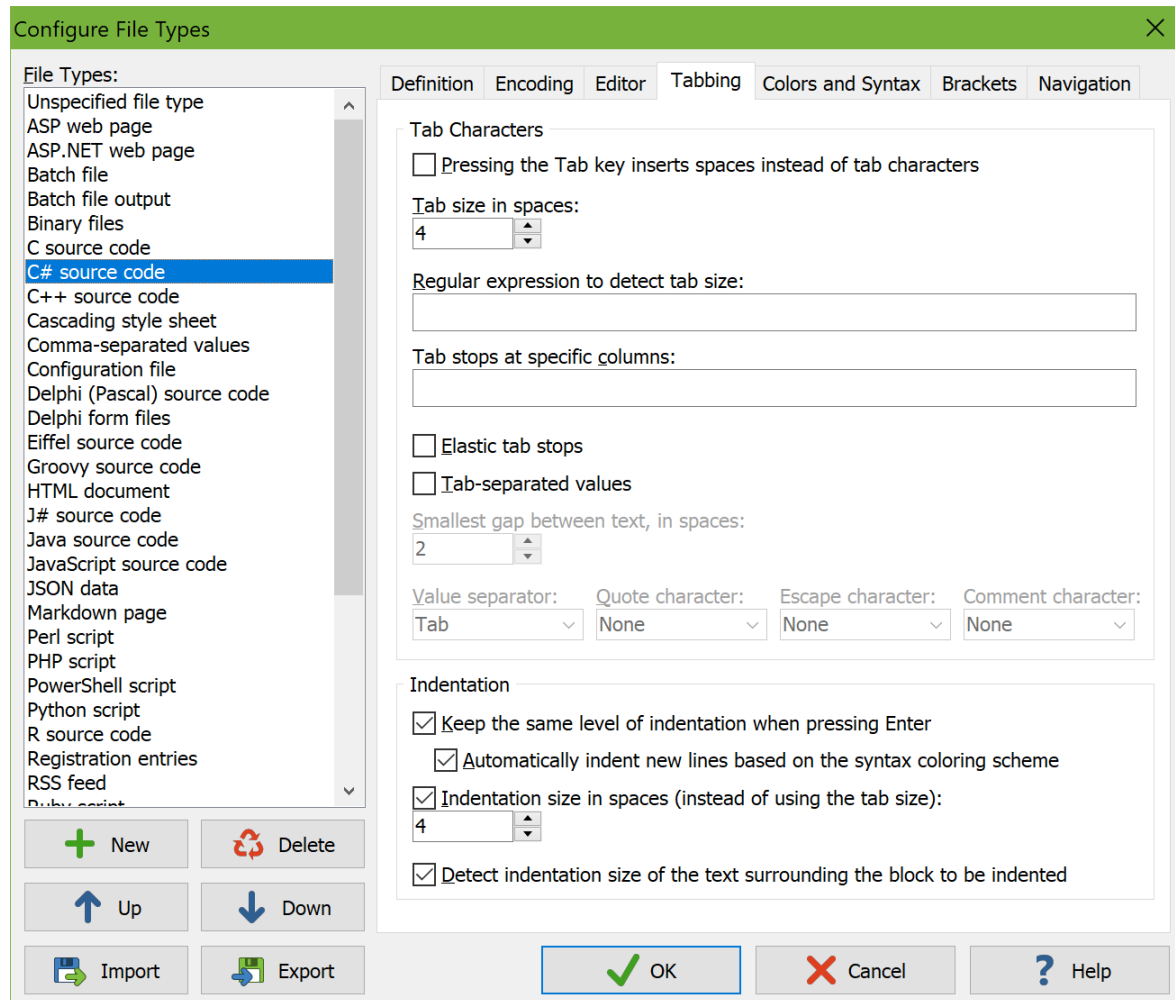 Configure File Types
File Types:
Unspecified file type
ASP web page
ASP.NET web page
Batch file
Batch file output
Binary files
C source code
C# source code
C++ source code
Cascading style sheet
Comma-separated values
Configuration file
Delphi (Pascal) source code
Delphi form files
Eiffel source code
Groovy source code
HTML document
J# source code
Java source code
JavaScript source code
JSON data
Markdown page
Perl script
PHP script
PowerShell script
Python script
R source code
Registration entries
RSS feed
Ruby script
New Delete
Up Down
Import Export
Definition Encoding Editor Tabbing Colors and Syntax Brackets Navigation
Tab Characters
Pressing the Tab key inserts spaces instead of tab characters
Tab size in spaces:
4
Regular expression to detect tab size:
Tab stops at specific columns:
Elastic tab stops
Tab-separated values
Smallest gap between text, in spaces:
2
Value separator: Quote character: Escape character: Comment character:
Tab None None None
Indentation
Keep the same level of indentation when pressing Enter
Automatically indent new lines based on the syntax coloring scheme
Indentation size in spaces (instead of using the tab size):
4
Detect indentation size of the text surrounding the block to be indented
OK Cancel ? Help